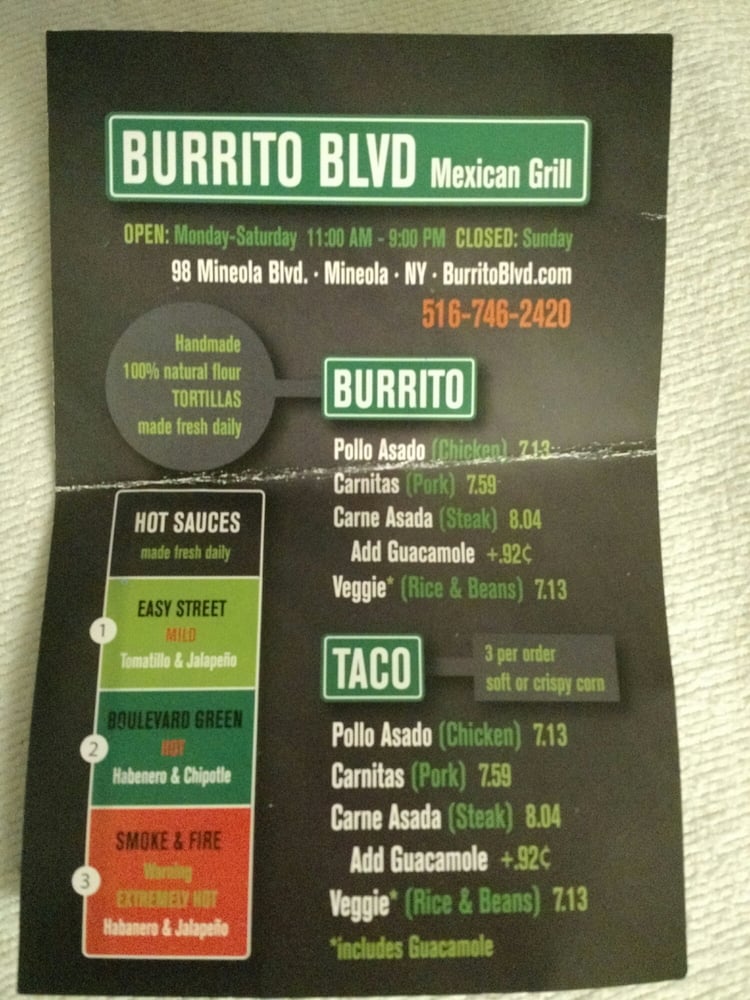 BURRITO BLVD Mexican Grill
OPEN: Monday-Saturday 11:00 AM - 9:00 PM CLOSED: Sunday
98 Mineola Blvd. · Mineola · NY · BurritoBlvd.com
516-746-2420
Handmade
100% natural flour
TORTILLAS
made fresh daily
BURRITO
Pollo Asado (Chicken) 7.13
Carnitas (Pork) 7.59
Carne Asada (Steak) 8.04
Add Guacamole +.92¢
Veggie* (Rice & Beans) 7.13
HOT SAUCES
made fresh daily
1
EASY STREET
MILD
Tomatillo & Jalapeño
2
BOULEVARD GREEN
HOT
Habenero & Chipotle
3
SMOKE & FIRE
Warning
EXTREMELY HOT
Habanero & Jalapeño
TACO
3 per order
soft or crispy corn
Pollo Asado (Chicken) 7.13
Carnitas (Pork) 7.59
Carne Asada (Steak) 8.04
Add Guacamole +.92¢
Veggie* (Rice & Beans) 7.13
*includes Guacamole